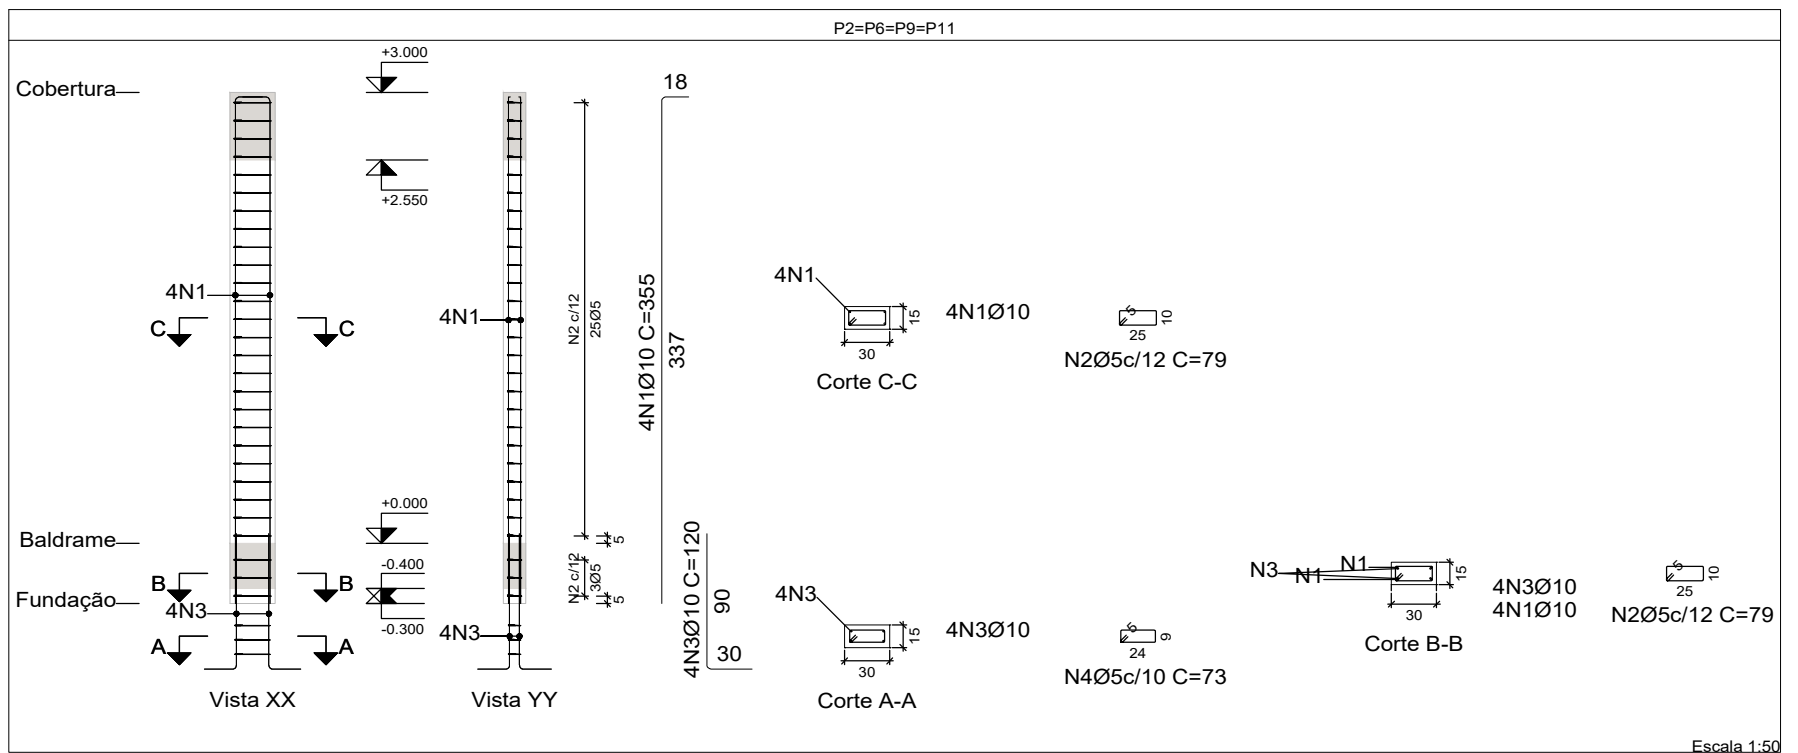 P2=P6=P9=P11
Cobertura
+3.000
+2.550
18
4N1
C
C
4N1
N2 c/12
25Ø5
4N1Ø10 C=355
337
4N1
15
30
Corte C-C
4N1Ø10
5
25
10
N2Ø5c/12 C=79
Baldrame
+0.000
5
-0.400
B
B
Fundação
4N3
-0.300
N2 c/12
3Ø5
5
A
A
4N3
Vista XX
Vista YY
4N3Ø10 C=120
90
30
4N3
15
30
Corte A-A
4N3Ø10
5
24
9
N4Ø5c/10 C=73
N3
N1
N1
15
30
Corte B-B
4N3Ø10
4N1Ø10
5
25
10
N2Ø5c/12 C=79
Escala 1:50